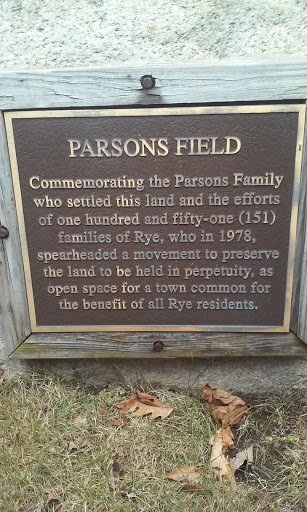 PARSONS FIELD
Commemorating the Parsons Family
who settled this land and the efforts
of one hundred and fifty-one (151)
families of Rye, who in 1978,
spearheaded a movement to preserve
the land to be held in perpetuity, as
open space for a town common for
the benefit of all Rye residents.